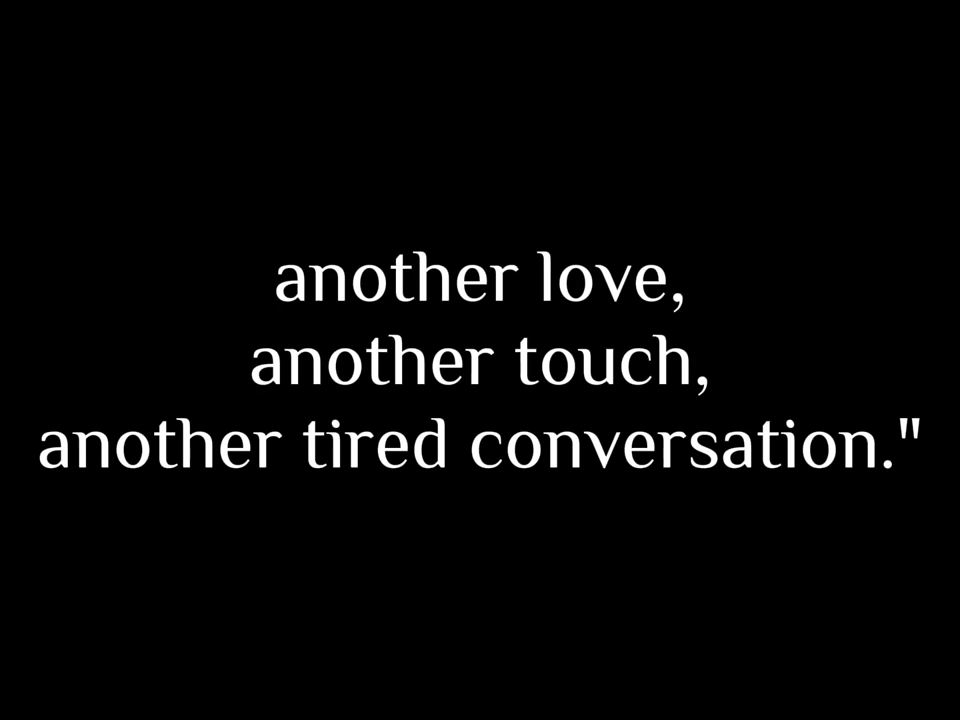 another love,
another touch,
another tired conversation."